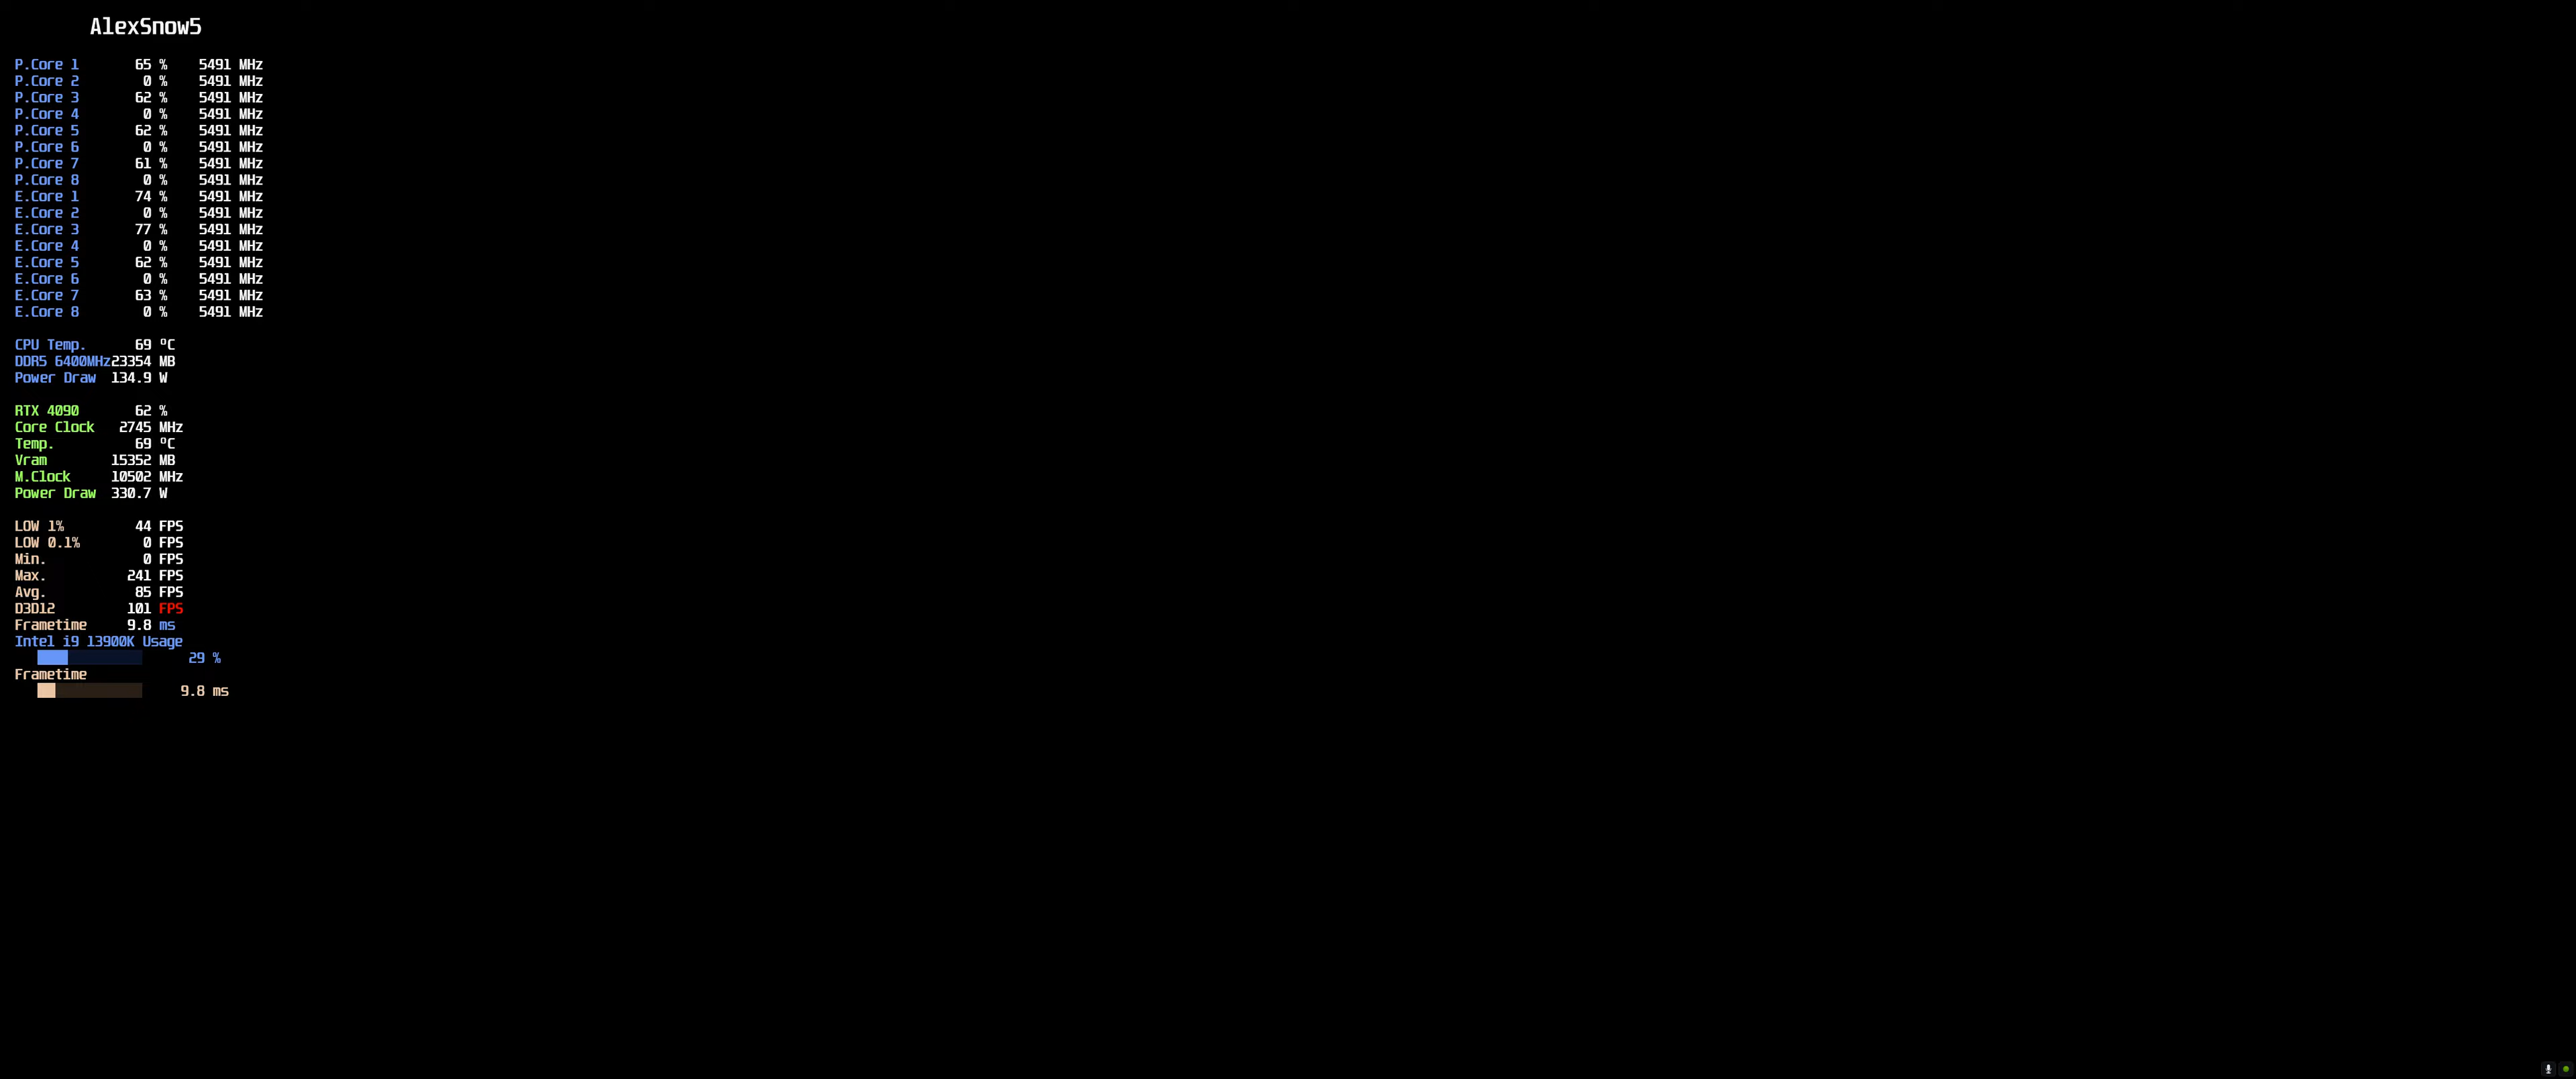 AlexSnow5
P.Core 1 65 % 5491 MHz
P.Core 2 0 % 5491 MHz
P.Core 3 62 % 5491 MHz
P.Core 4 0 % 5491 MHz
P.Core 5 62 % 5491 MHz
P.Core 6 0 % 5491 MHz
P.Core 7 61 % 5491 MHz
P.Core 8 0 % 5491 MHz
E.Core 1 74 % 5491 MHz
E.Core 2 0 % 5491 MHz
E.Core 3 77 % 5491 MHz
E.Core 4 0 % 5491 MHz
E.Core 5 62 % 5491 MHz
E.Core 6 0 % 5491 MHz
E.Core 7 63 % 5491 MHz
E.Core 8 0 % 5491 MHz
CPU Temp. 69 ºC
DDR5 6400MHz 23354 MB
Power Draw 134.9 W
RTX 4090 62 %
Core Clock 2745 MHz
Temp. 69 ºC
Vram 15352 MB
M.Clock 10502 MHz
Power Draw 330.7 W
LOW 1% 44 FPS
LOW 0.1% 0 FPS
Min. 0 FPS
Max. 241 FPS
Avg. 85 FPS
D3D12 101 FPS
Frametime 9.8 ms
Intel i9 13900K Usage
29 %
Frametime
9.8 ms